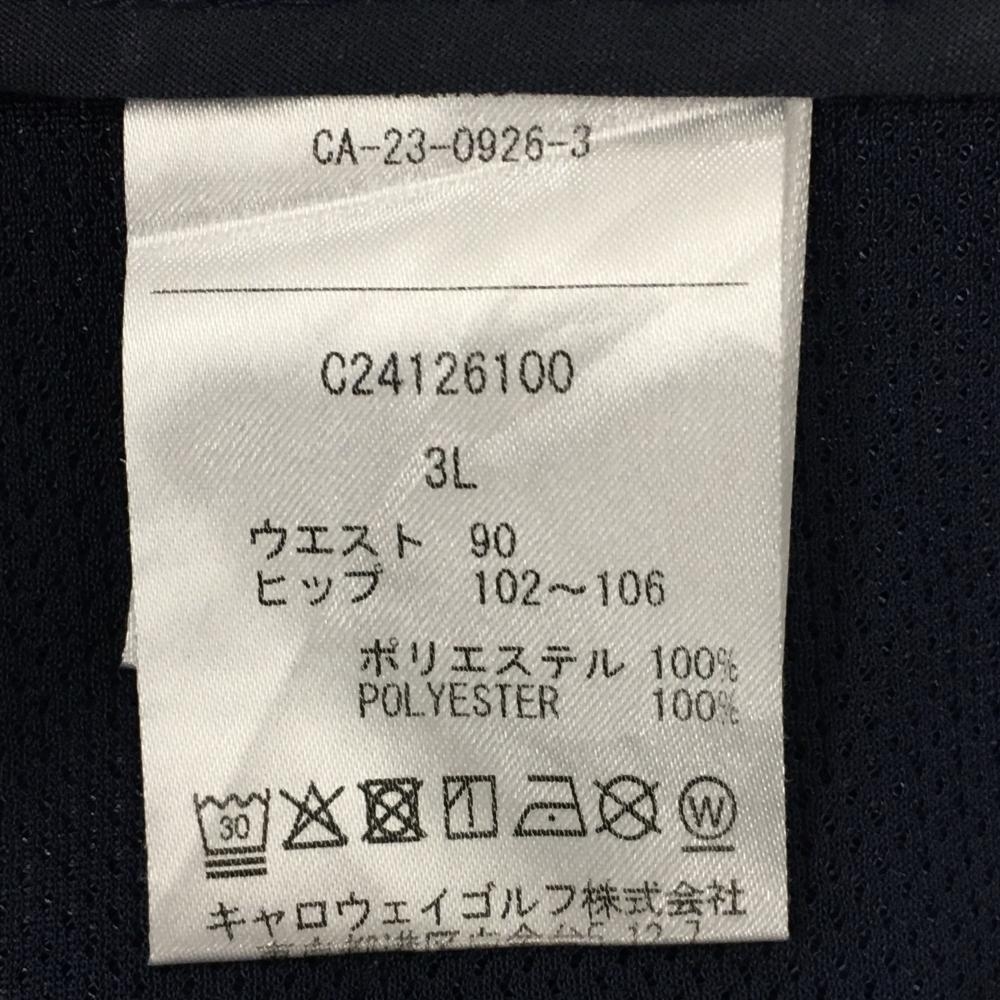 CA-23-0926-3
C24126100
3L
ウエスト 90
ヒップ 102～106
ポリエステル 100%
POLYESTER 100%
30
W
キャロウェイゴルフ株式会社